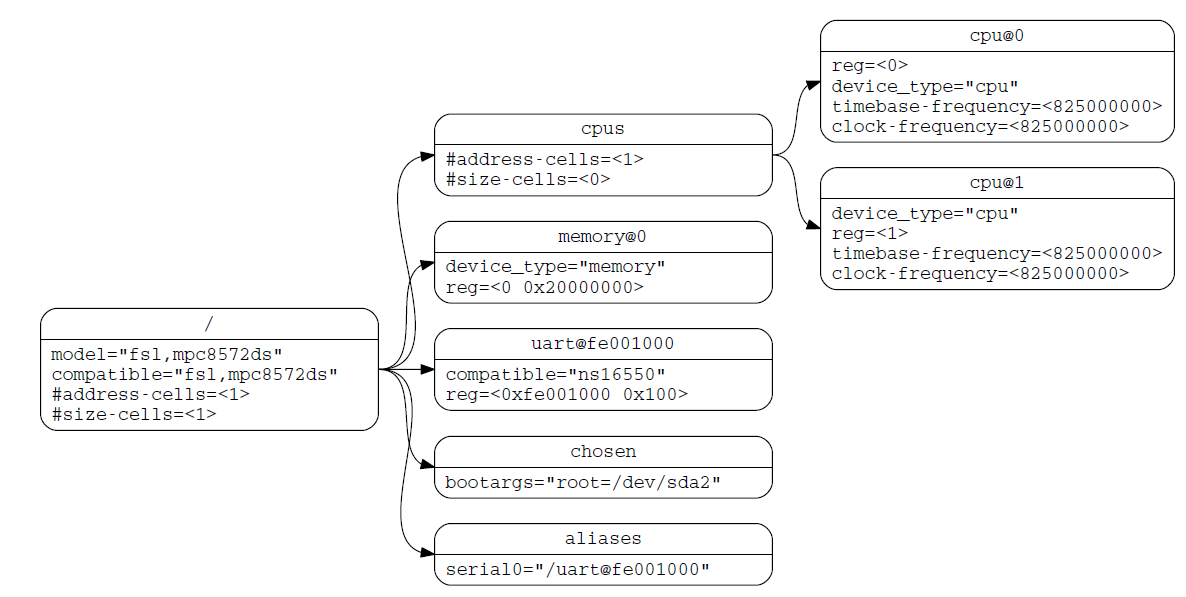 /
model="fsl,mpc8572ds"
compatible="fsl,mpc8572ds"
#address-cells=<1>
#size-cells=<1>
cpus
#address-cells=<1>
#size-cells=<0>
memory@0
device_type="memory"
reg=<0 0x20000000>
uart@fe001000
compatible="ns16550"
reg=<0xfe001000 0x100>
chosen
bootargs="root=/dev/sda2"
aliases
serial0="/uart@fe001000"
cpu@0
reg=<0>
device_type="cpu"
timebase-frequency=<825000000>
clock-frequency=<825000000>
cpu@1
device_type="cpu"
reg=<1>
timebase-frequency=<825000000>
clock-frequency=<825000000>